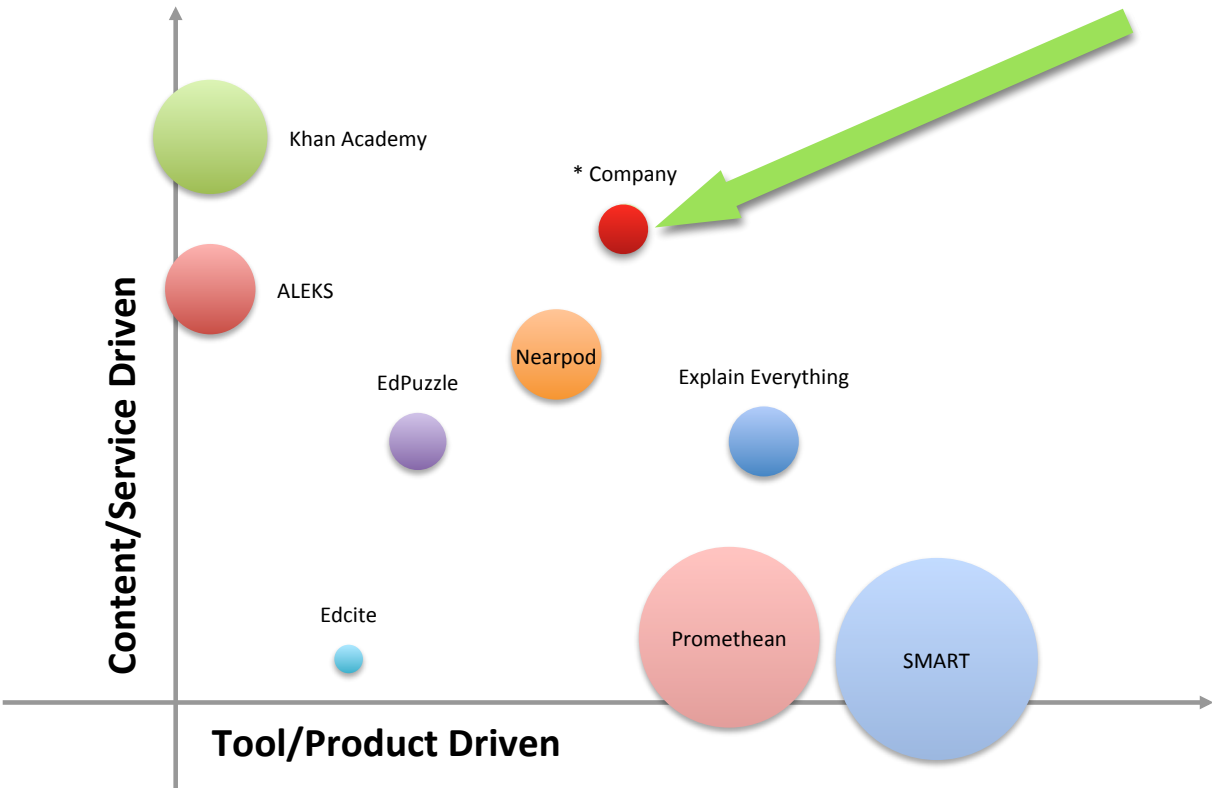 Khan Academy
* Company
ALEKS
Nearpod
EdPuzzle
Explain Everything
Content/Service Driven
Edcite
Promethean
SMART
Tool/Product Driven